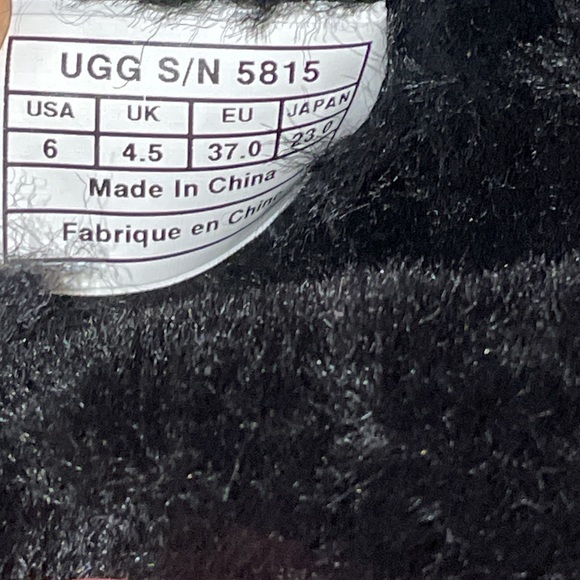 UGG S/N 5815
USA UK EU JAPAN
6 4.5 37.0 23.0
Made In China
Fabrique en Chine